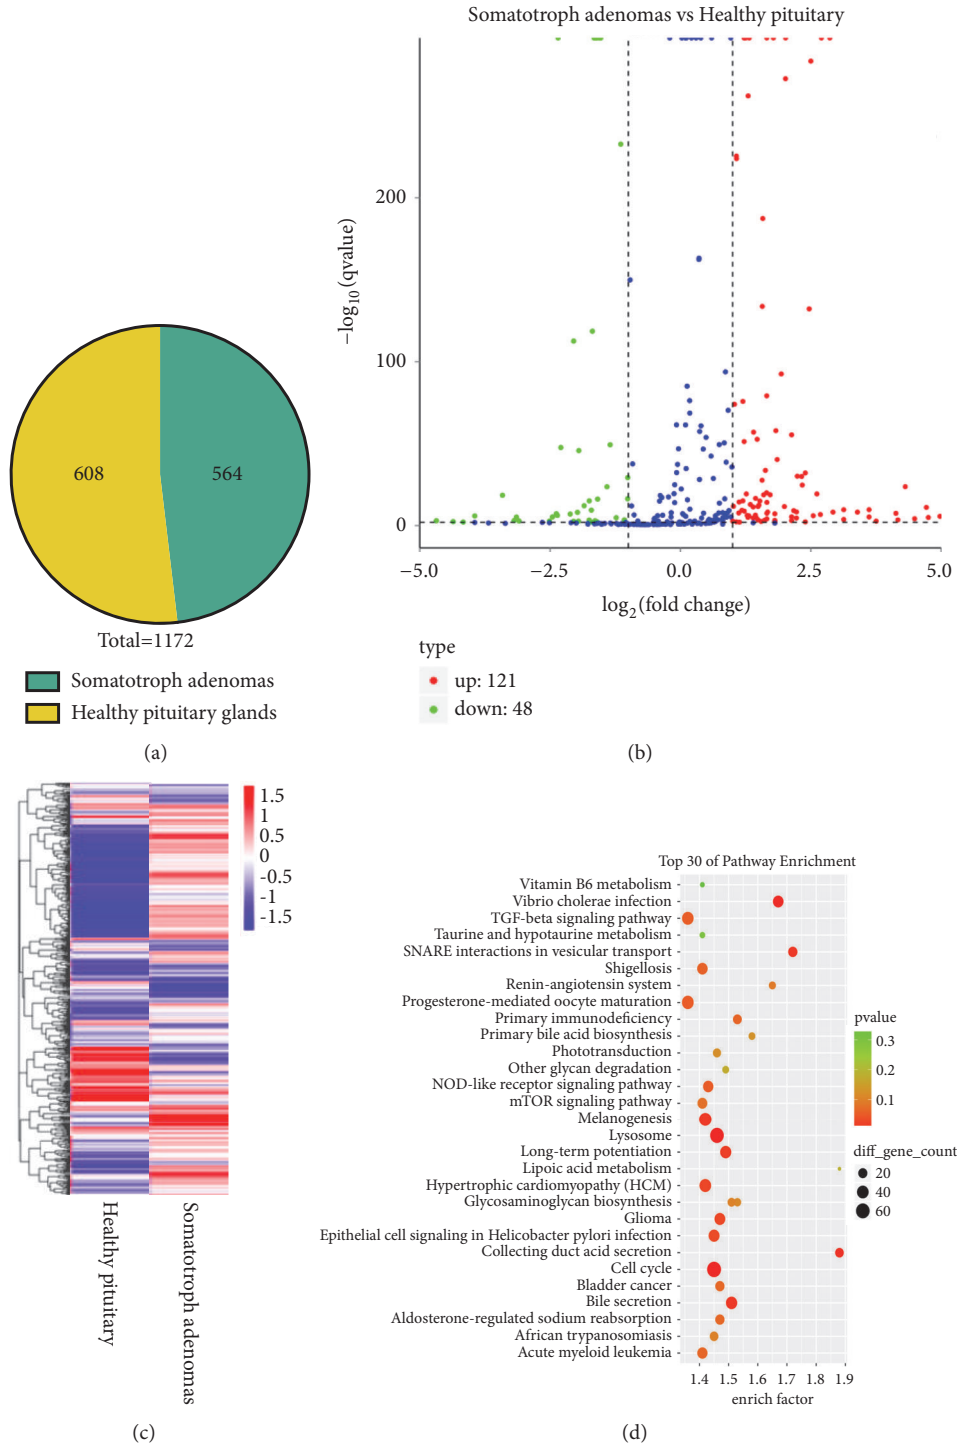 Somatotroph adenomas vs Healthy pituitary
200
100
0
−log10(qvalue)
−5.0
−2.5
0.0
2.5
5.0
log2(fold change)
type
up: 121
down: 48
(b)
608
564
Total=1172
Somatotroph adenomas
Healthy pituitary glands
(a)
1.5
1
0.5
0
-0.5
-1
-1.5
Healthy pituitary
Somatotroph adenomas
(c)
Top 30 of Pathway Enrichment
Vitamin B6 metabolism
Vibrio cholerae infection
TGF-beta signaling pathway
Taurine and hypotaurine metabolism
SNARE interactions in vesicular transport
Shigellosis
Renin-angiotensin system
Progesterone-mediated oocyte maturation
Primary immunodeficiency
Primary bile acid biosynthesis
Phototransduction
Other glycan degradation
NOD-like receptor signaling pathway
mTOR signaling pathway
Melanogenesis
Lysosome
Long-term potentiation
Lipoic acid metabolism
Hypertrophic cardiomyopathy (HCM)
Glycosaminoglycan biosynthesis
Glioma
Epithelial cell signaling in Helicobacter pylori infection
Collecting duct acid secretion
Cell cycle
Bladder cancer
Bile secretion
Aldosterone-regulated sodium reabsorption
African trypanosomiasis
Acute myeloid leukemia
1.4
1.5
1.6
1.7
1.8
1.9
enrich factor
pvalue
0.3
0.2
0.1
diff_gene_count
20
40
60
(d)